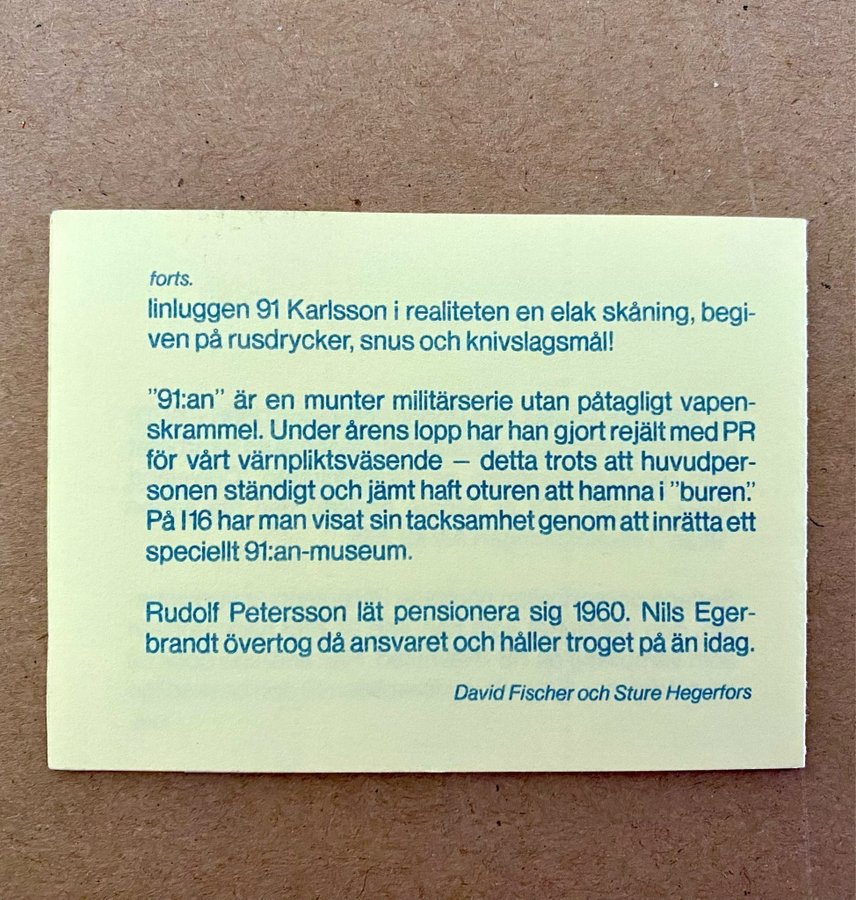 forts.
linluggen 91 Karlsson i realiteten en elak skåning, begi-
ven på rusdrycker, snus och knivslagsmål!
”91:an” är en munter militärserie utan påtagligt vapen-
skrammel. Under årens lopp har han gjort rejält med PR
för vårt värnpliktsväsende – detta trots att huvudper-
sonen ständigt och jämt haft oturen att hamna i ”buren”.
På I16 har man visat sin tacksamhet genom att inrätta ett
speciellt 91:an-museum.
Rudolf Petersson lät pensionera sig 1960. Nils Eger-
brandt övertog då ansvaret och håller troget på än idag.
David Fischer och Sture Hegerfors